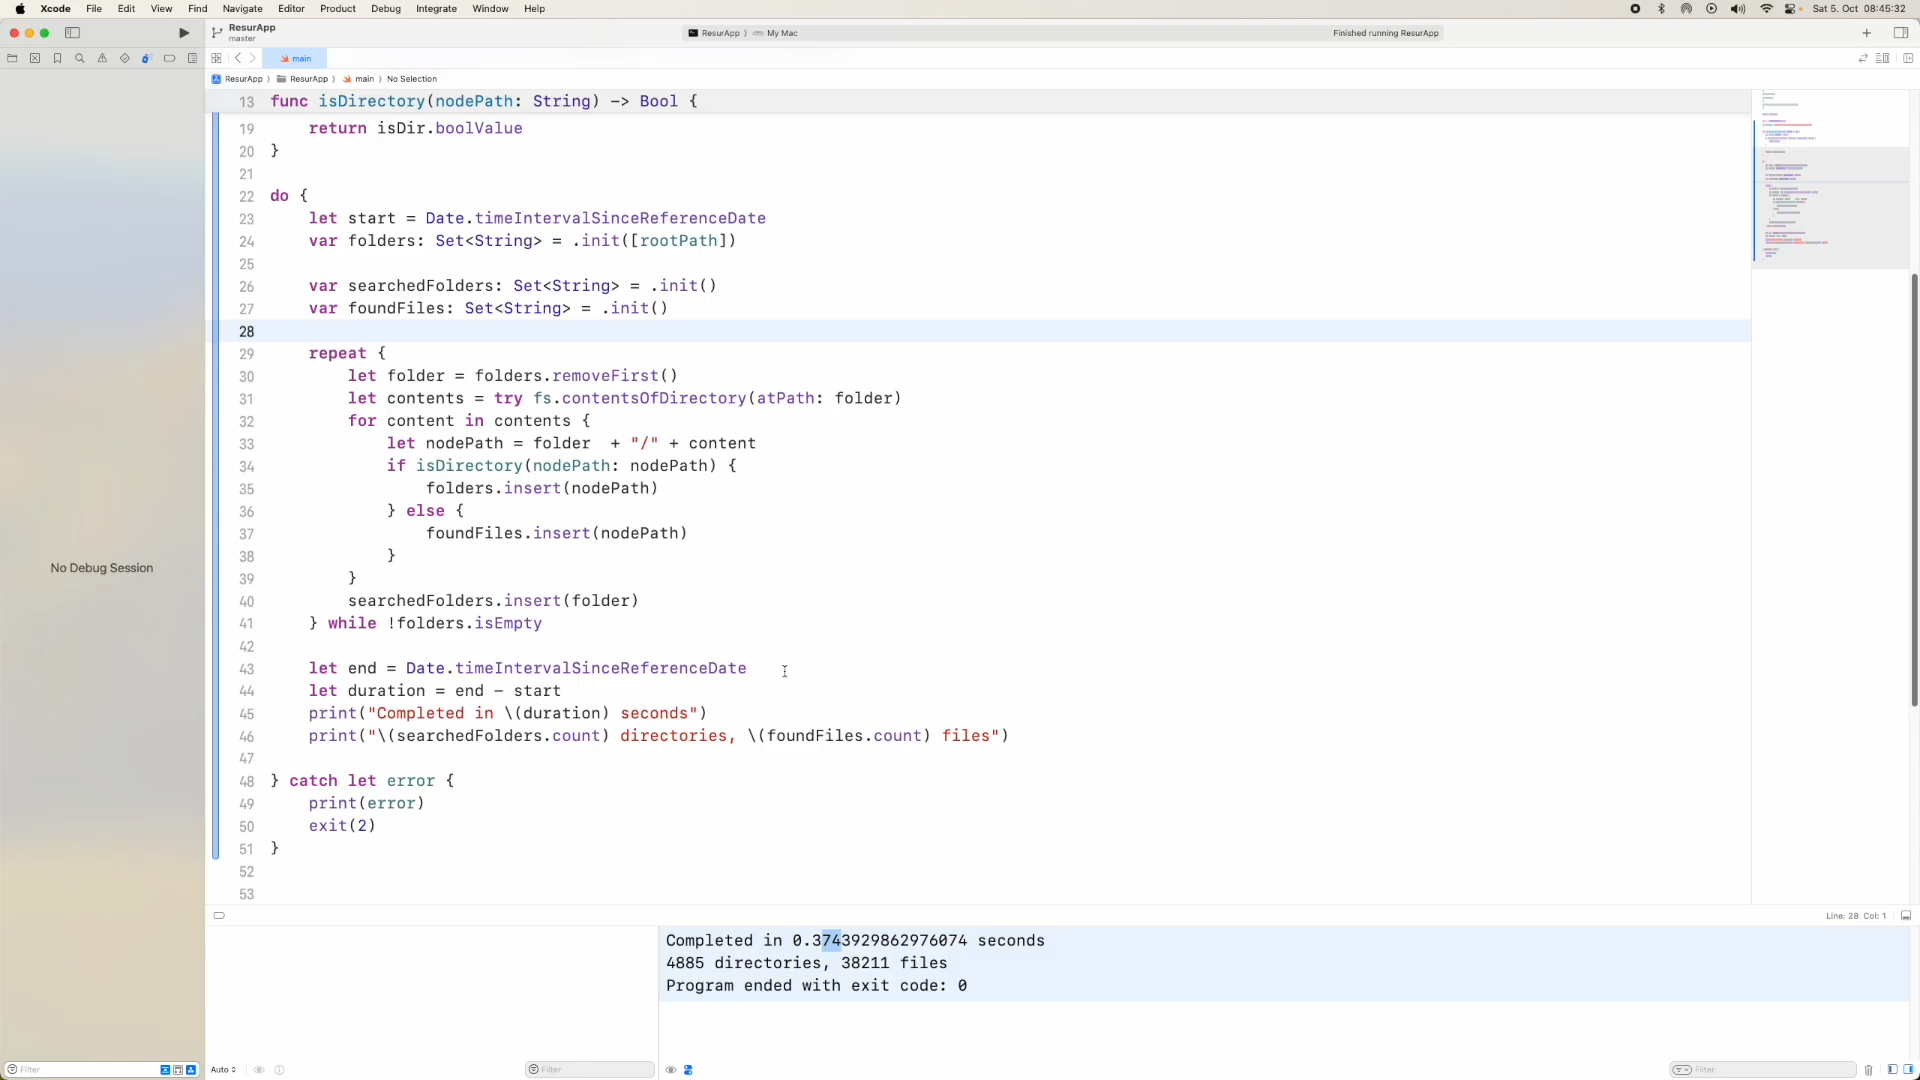 Xcode File Edit View Find Navigate Editor Product Debug Integrate Window Help Sat 5. Oct 08:45:32
ResurApp
master
ResurApp My Mac
Finished running ResurApp
main
ResurApp ResurApp main No Selection
13 func isDirectory(nodePath: String) -> Bool {
19 return isDir.boolValue
20 }
21
22 do {
23 let start = Date.timeIntervalSinceReferenceDate
24 var folders: Set<String> = .init([rootPath])
25
26 var searchedFolders: Set<String> = .init()
27 var foundFiles: Set<String> = .init()
28
29 repeat {
30 let folder = folders.removeFirst()
31 let contents = try fs.contentsOfDirectory(atPath: folder)
32 for content in contents {
33 let nodePath = folder  + "/" + content
34 if isDirectory(nodePath: nodePath) {
35 folders.insert(nodePath)
36 } else {
37 foundFiles.insert(nodePath)
38 }
39 }
40 searchedFolders.insert(folder)
41 } while !folders.isEmpty
42
43 let end = Date.timeIntervalSinceReferenceDate
44 let duration = end - start
45 print("Completed in \(duration) seconds")
46 print("\(searchedFolders.count) directories, \(foundFiles.count) files")
47
48 } catch let error {
49 print(error)
50 exit(2)
51 }
52
53
No Debug Session
Line: 28 Col: 1
Completed in 0.3743929862976074 seconds
4885 directories, 38211 files
Program ended with exit code: 0
Filter
Auto
Filter
Filter